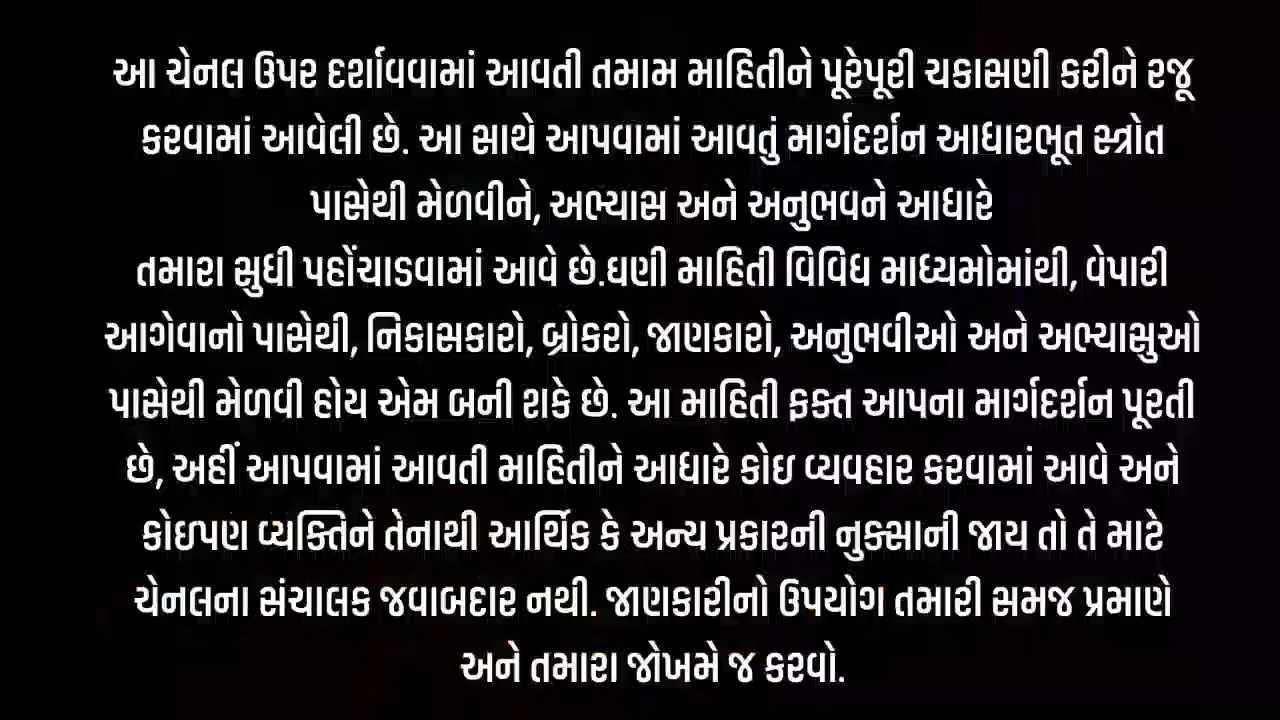 આ ચેનલ ઉપર દર્શાવવામાં આવતી તમામ માહિતીને પૂરેપૂરી ચકાસણી કરીને રજૂ
કરવામાં આવેલી છે. આ સાથે આપવામાં આવતું માર્ગદર્શન આધારભૂત સ્ત્રોત
પાસેથી મેળવીને, અભ્યાસ અને અનુભવને આધારે
તમારા સુધી પહોંચાડવામાં આવે છે.ઘણી માહિતી વિવિધ માધ્યમોમાંથી, વેપારી
આગેવાનો પાસેથી, નિકાસકારો, બ્રોકરો, જાણકારો, અનુભવીઓ અને અભ્યાસુઓ
પાસેથી મેળવી હોય એમ બની શકે છે. આ માહિતી ફક્ત આપના માર્ગદર્શન પૂરતી
છે, અહીં આપવામાં આવતી માહિતીને આધારે કોઇ વ્યવહાર કરવામાં આવે અને
કોઇપણ વ્યક્તિને તેનાથી આર્થિક કે અન્ય પ્રકારની નુક્સાની જાય તો તે માટે
ચેનલના સંચાલક જવાબદાર નથી. જાણકારીનો ઉપયોગ તમારી સમજ પ્રમાણે
અને તમારા જોખમે જ કરવો.